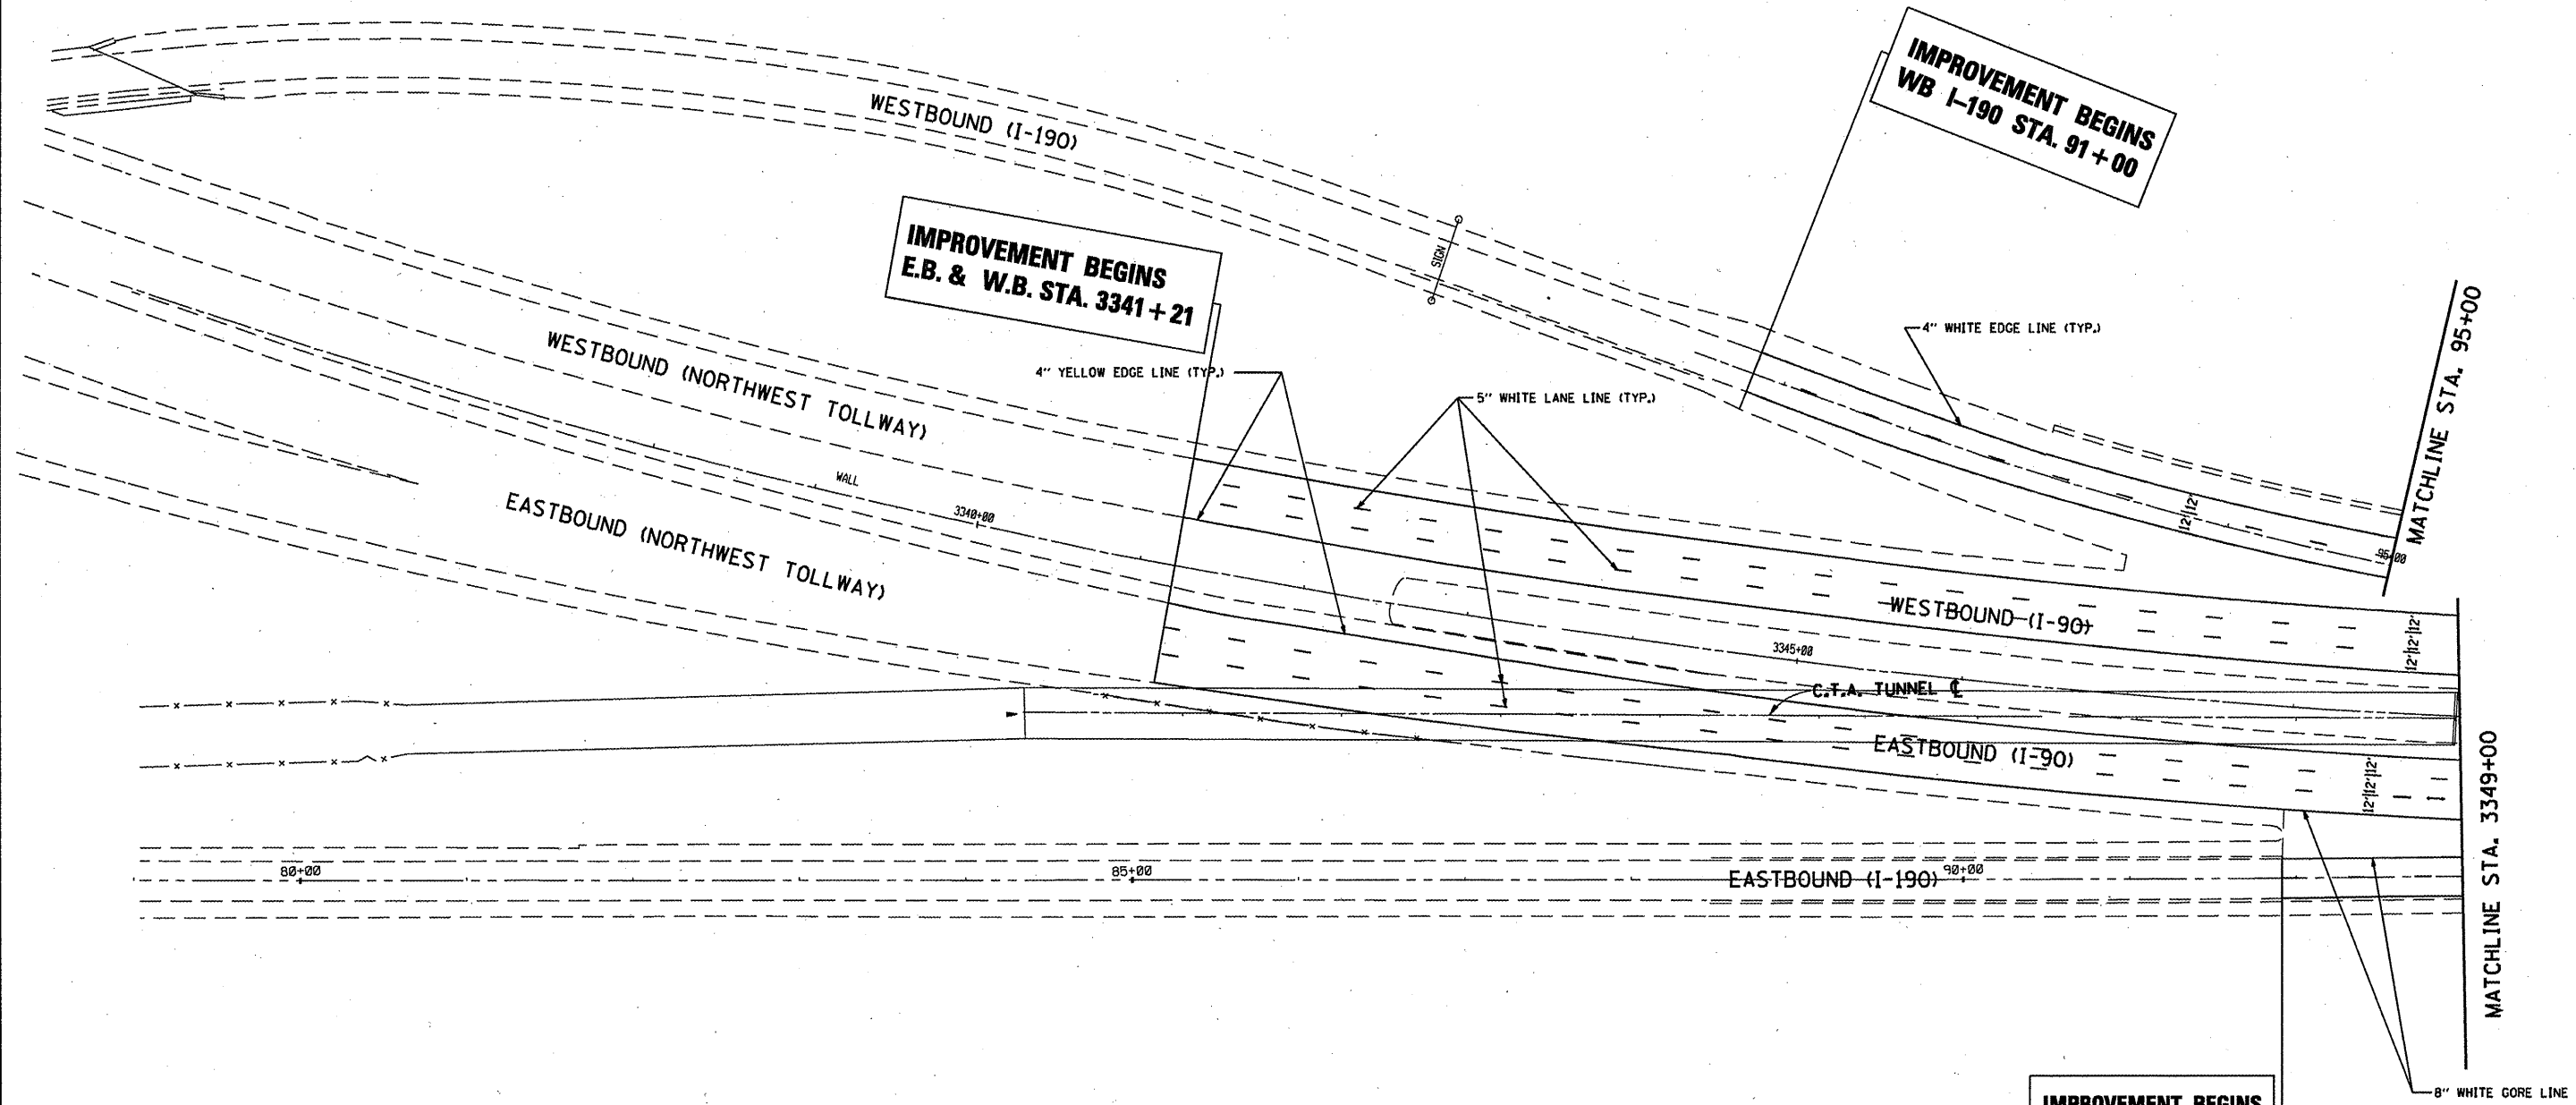 IMPROVEMENT BEGINS
WB I-190 STA. 91+00
WESTBOUND (I-190)
IMPROVEMENT BEGINS
E.B. & W.B. STA. 3341+21
SIGN
MATCHLINE STA. 95+00
4" WHITE EDGE LINE (TYP.)
WESTBOUND (NORTHWEST TOLLWAY)
4" YELLOW EDGE LINE (TYP.)
5" WHITE LANE LINE (TYP.)
WALL
3340+00
EASTBOUND (NORTHWEST TOLLWAY)
12' 12'
95+00
WESTBOUND (I-90)
12' 12' 12'
3345+00
C.T.A. TUNNEL ℄
EASTBOUND (I-90)
12' 12' 12'
MATCHLINE STA. 3349+00
80+00
85+00
EASTBOUND (I-190)
90+00
IMPROVEMENT BEGINS
8" WHITE GORE LINE